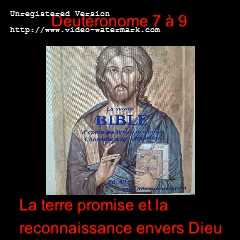 Unregistered Version
Deutéronome 7 à 9
http://www.video-watermark.com
La sainte
BIBLE
La terre promise et la
reconnaissance envers Dieu